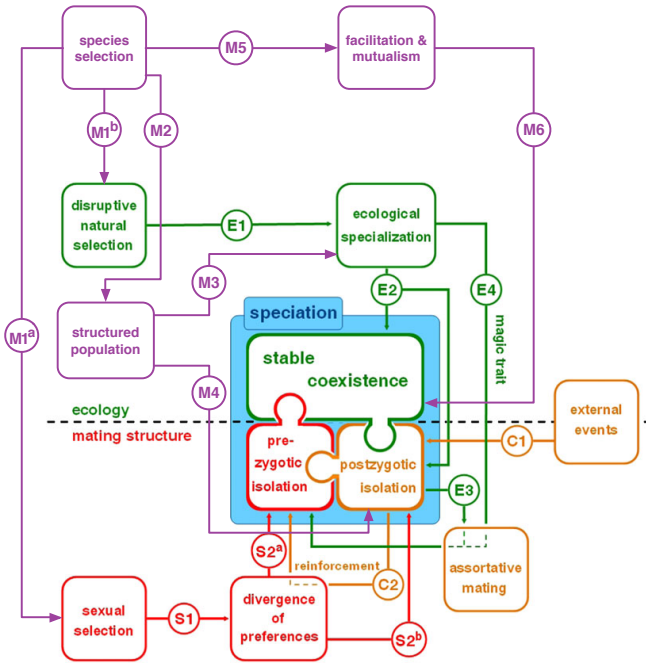 species
selection
M5
facilitation &
mutualism
M1b
M2
M6
disruptive
natural
selection
E1
ecological
specialization
M3
E2
E4
magic trait
M1a
structured
population
speciation
stable
coexistence
M4
ecology
mating structure
external
events
C1
pre-
zygotic
isolation
postzygotic
isolation
E3
S2a
reinforcement
C2
assortative
mating
sexual
selection
S1
divergence
of
preferences
S2b